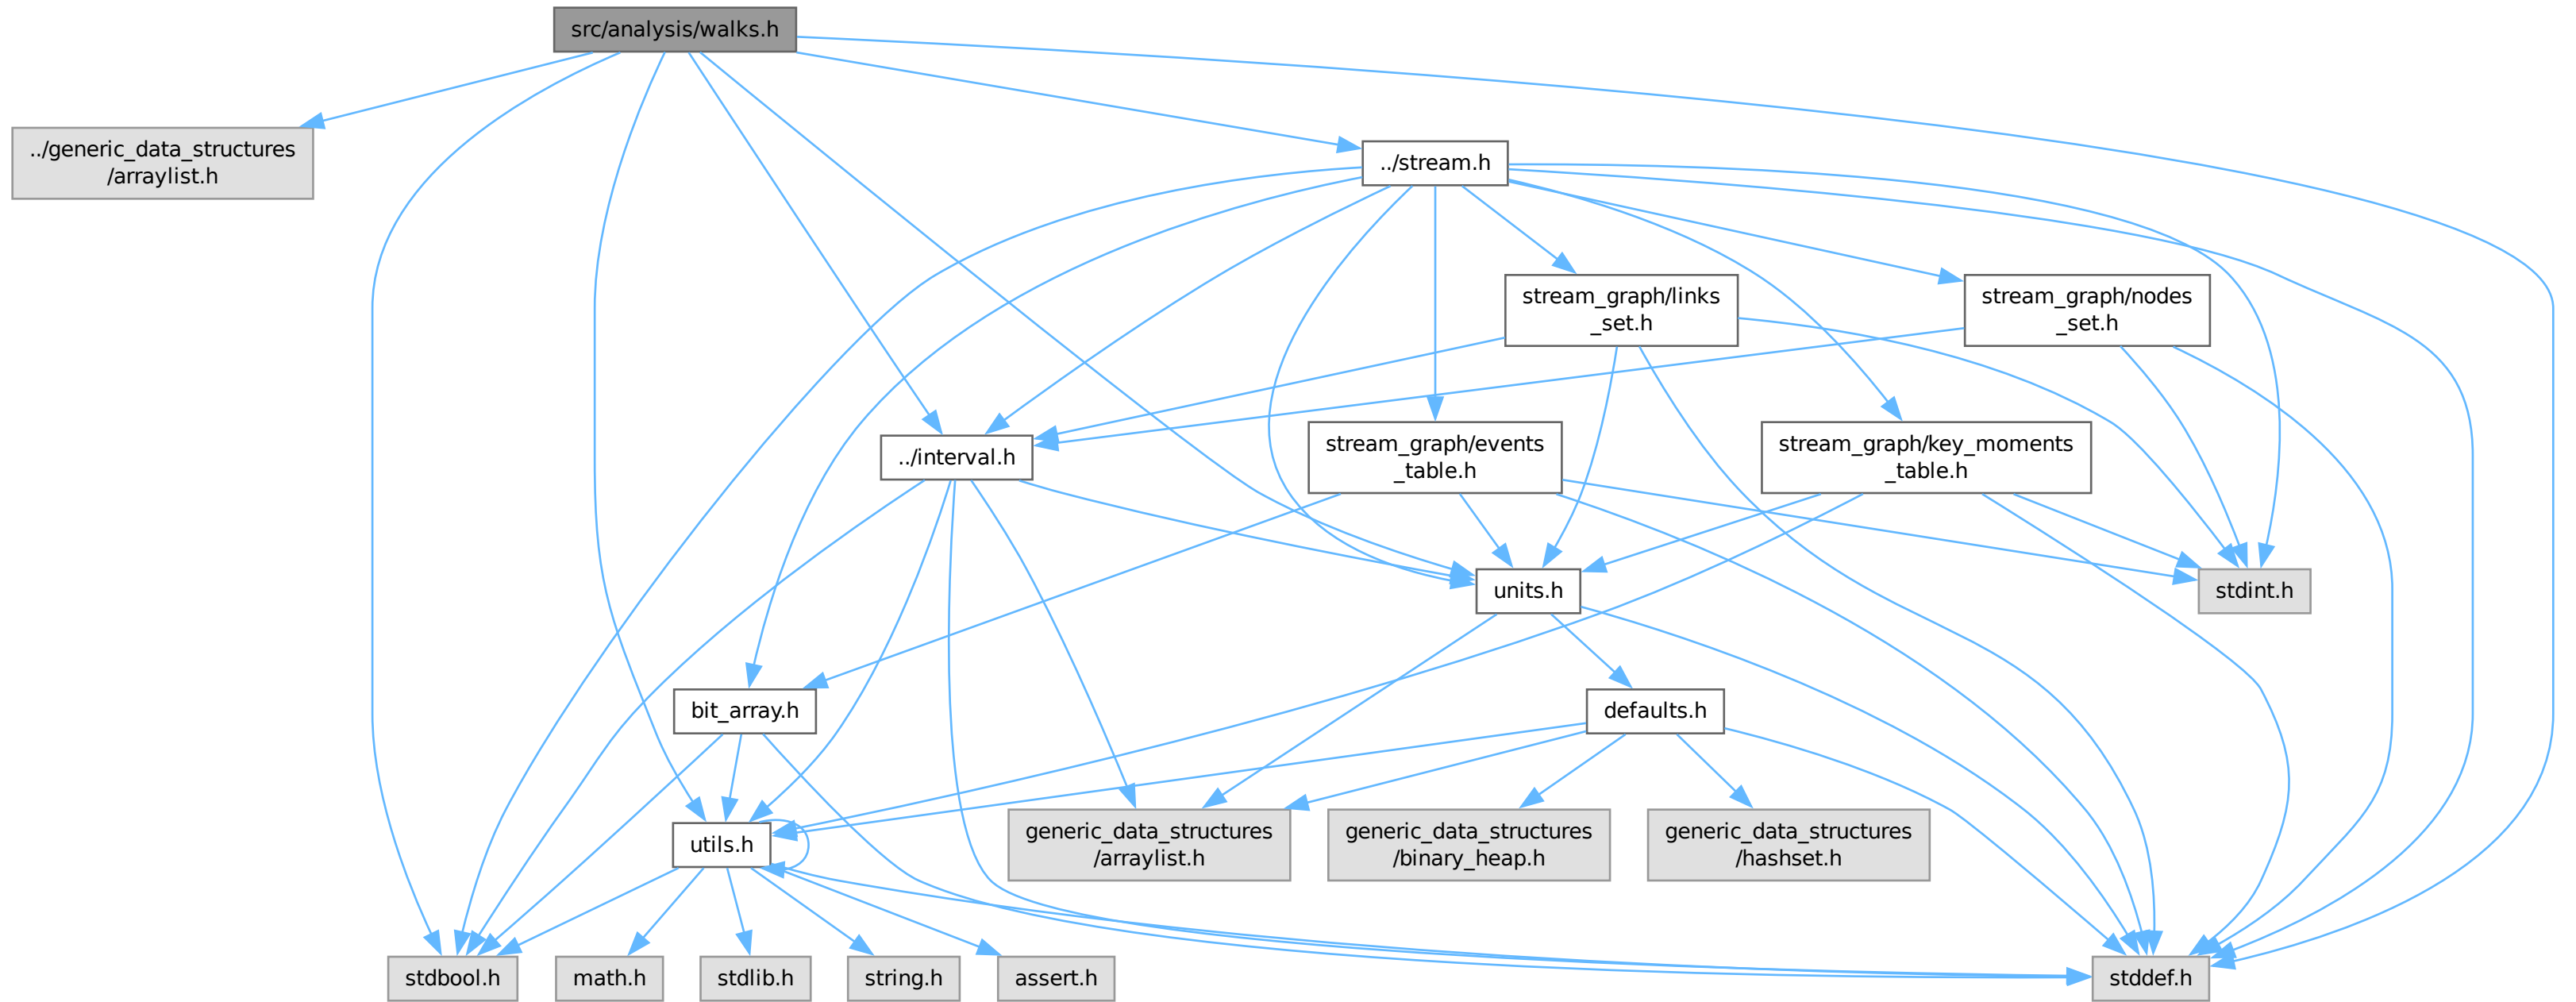 src/analysis/walks.h
../generic_data_structures
/arraylist.h
../stream.h
stream_graph/links
_set.h
stream_graph/nodes
_set.h
../interval.h
stream_graph/events
_table.h
stream_graph/key_moments
_table.h
units.h
stdint.h
bit_array.h
defaults.h
utils.h
generic_data_structures
/arraylist.h
generic_data_structures
/binary_heap.h
generic_data_structures
/hashset.h
stdbool.h
math.h
stdlib.h
string.h
assert.h
stddef.h